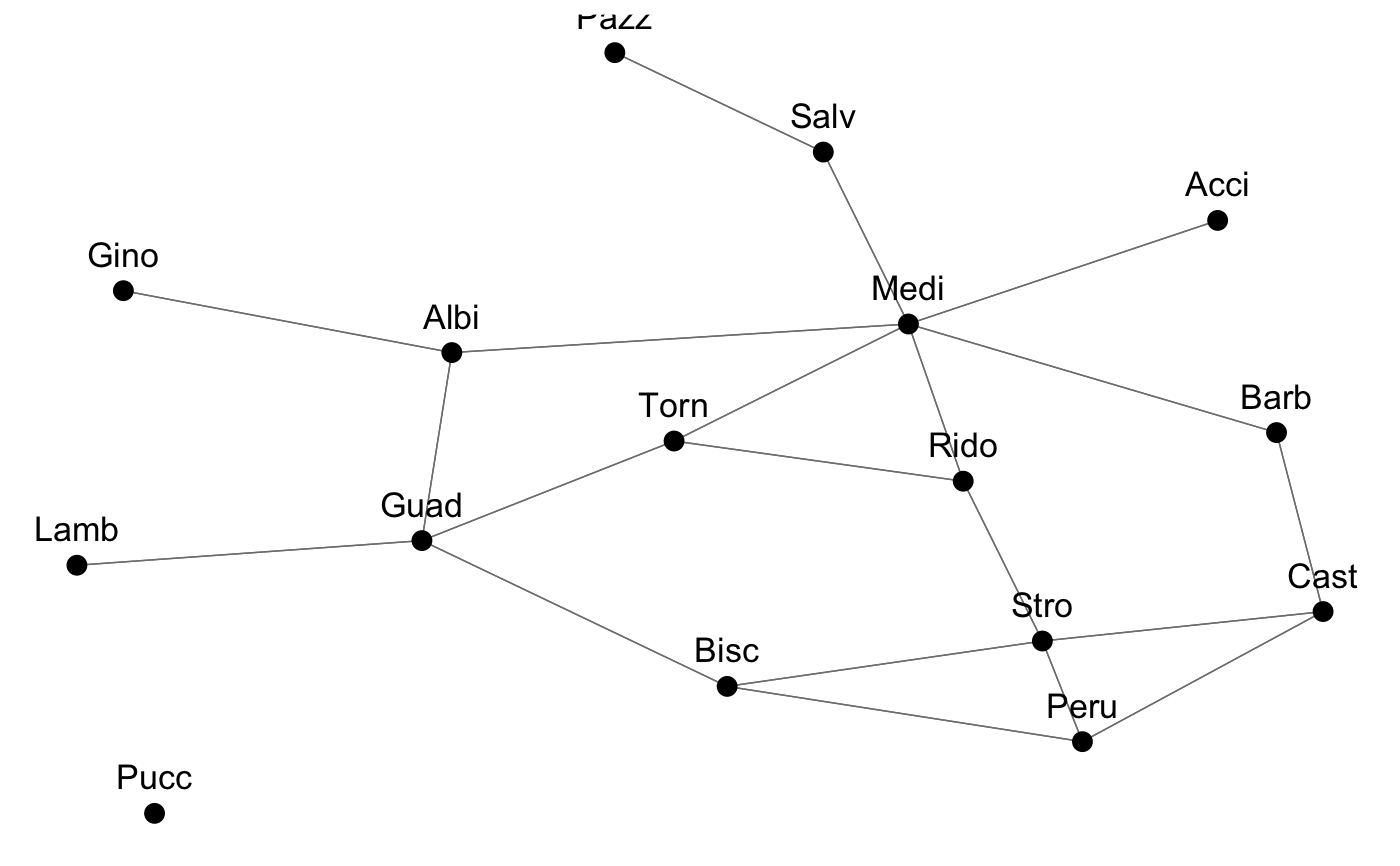 Pazz
Salv
Acci
Gino
Medi
Albi
Barb
Torn
Rido
Guad
Lamb
Cast
Stro
Bisc
Peru
Pucc